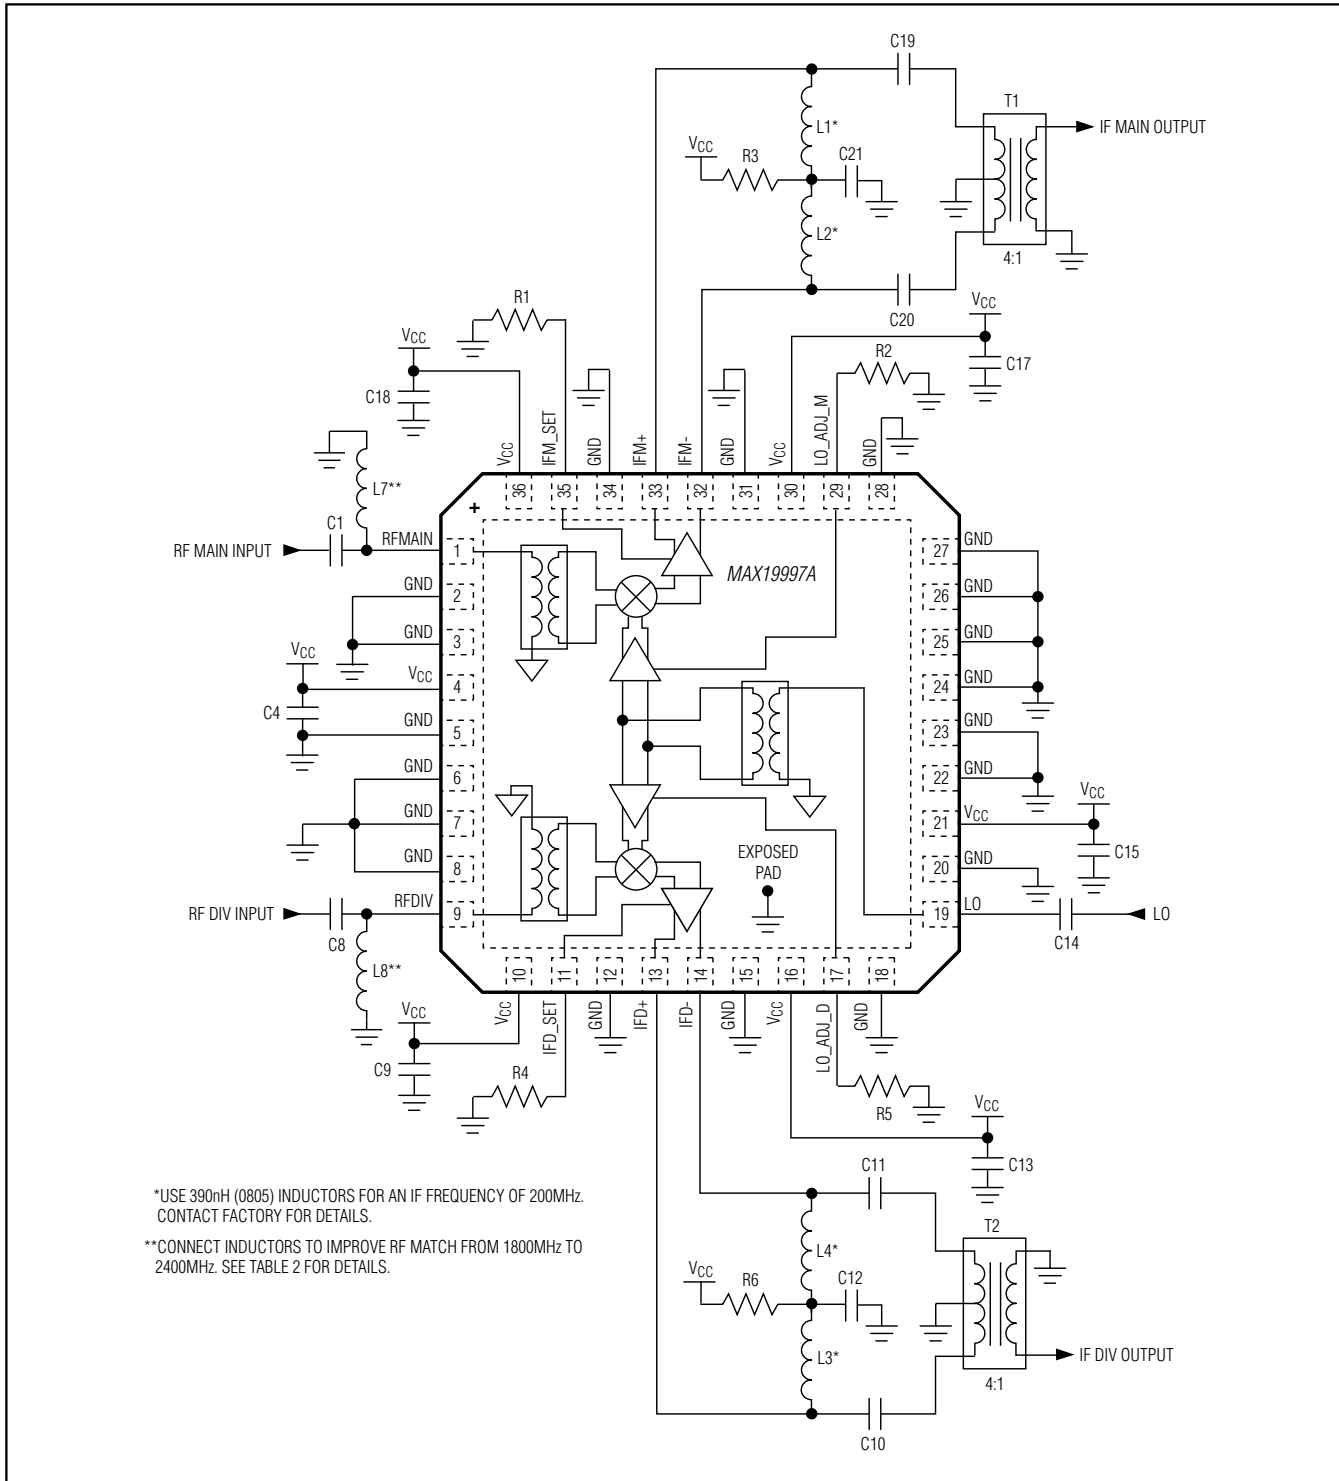 C19
T1
IF MAIN OUTPUT
L1*
VCC
R3
C21
L2*
4:1
C20
R1
VCC
C18
VCC
C17
R2
VCC
IFM_SET
GND
IFM+
IFM-
GND
VCC
LO_ADJ_M
GND
36
35
34
33
32
31
30
29
28
L7**
C1
RF MAIN INPUT
RFMAIN
+
MAX19997A
1
GND
2
GND
3
VCC
VCC
4
C4
GND
5
GND
6
GND
7
GND
8
RF DIV INPUT
C8
RFDIV
9
L8**
27
GND
26
GND
25
GND
24
GND
23
GND
22
GND
21
VCC
VCC
C15
20
GND
19
LO
C14
LO
EXPOSED
PAD
10
11
12
13
14
15
16
17
18
VCC
IFD_SET
GND
IFD+
IFD-
GND
VCC
LO_ADJ_D
GND
VCC
C9
R4
R5
VCC
C13
C11
T2
L4*
VCC
R6
C12
L3*
IF DIV OUTPUT
4:1
C10
*USE 390nH (0805) INDUCTORS FOR AN IF FREQUENCY OF 200MHz.
CONTACT FACTORY FOR DETAILS.
**CONNECT INDUCTORS TO IMPROVE RF MATCH FROM 1800MHz TO
2400MHz. SEE TABLE 2 FOR DETAILS.